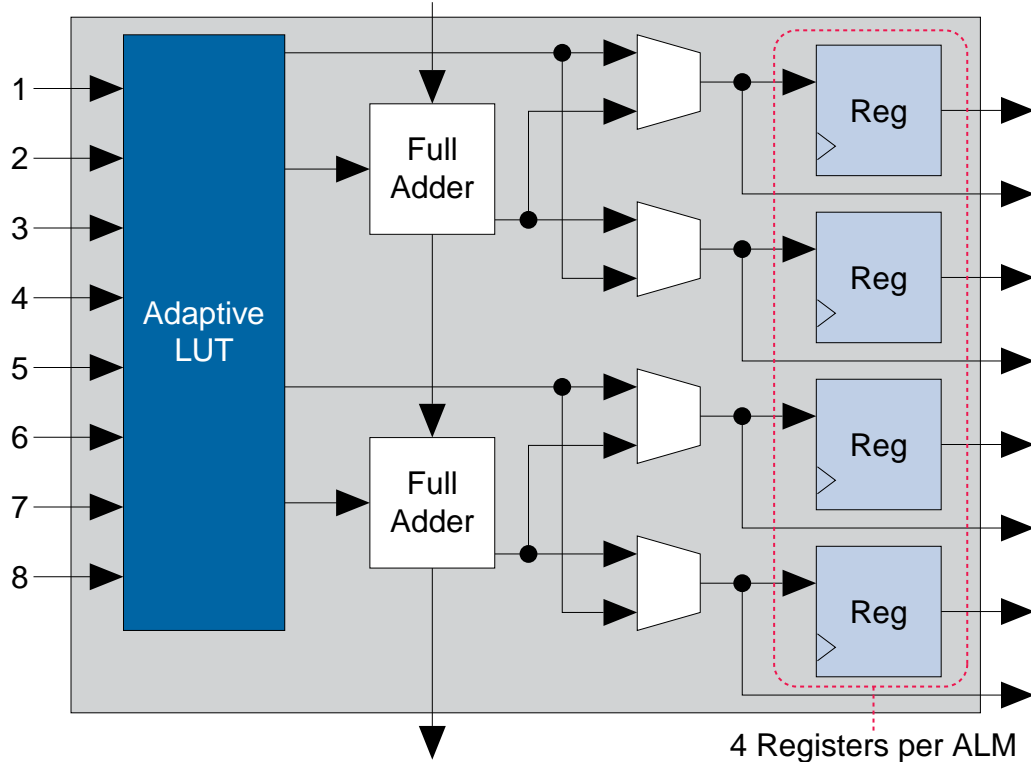 1
2
3
4
5
6
7
8
Adaptive
LUT
Full
Adder
Full
Adder
Reg
Reg
Reg
Reg
4 Registers per ALM